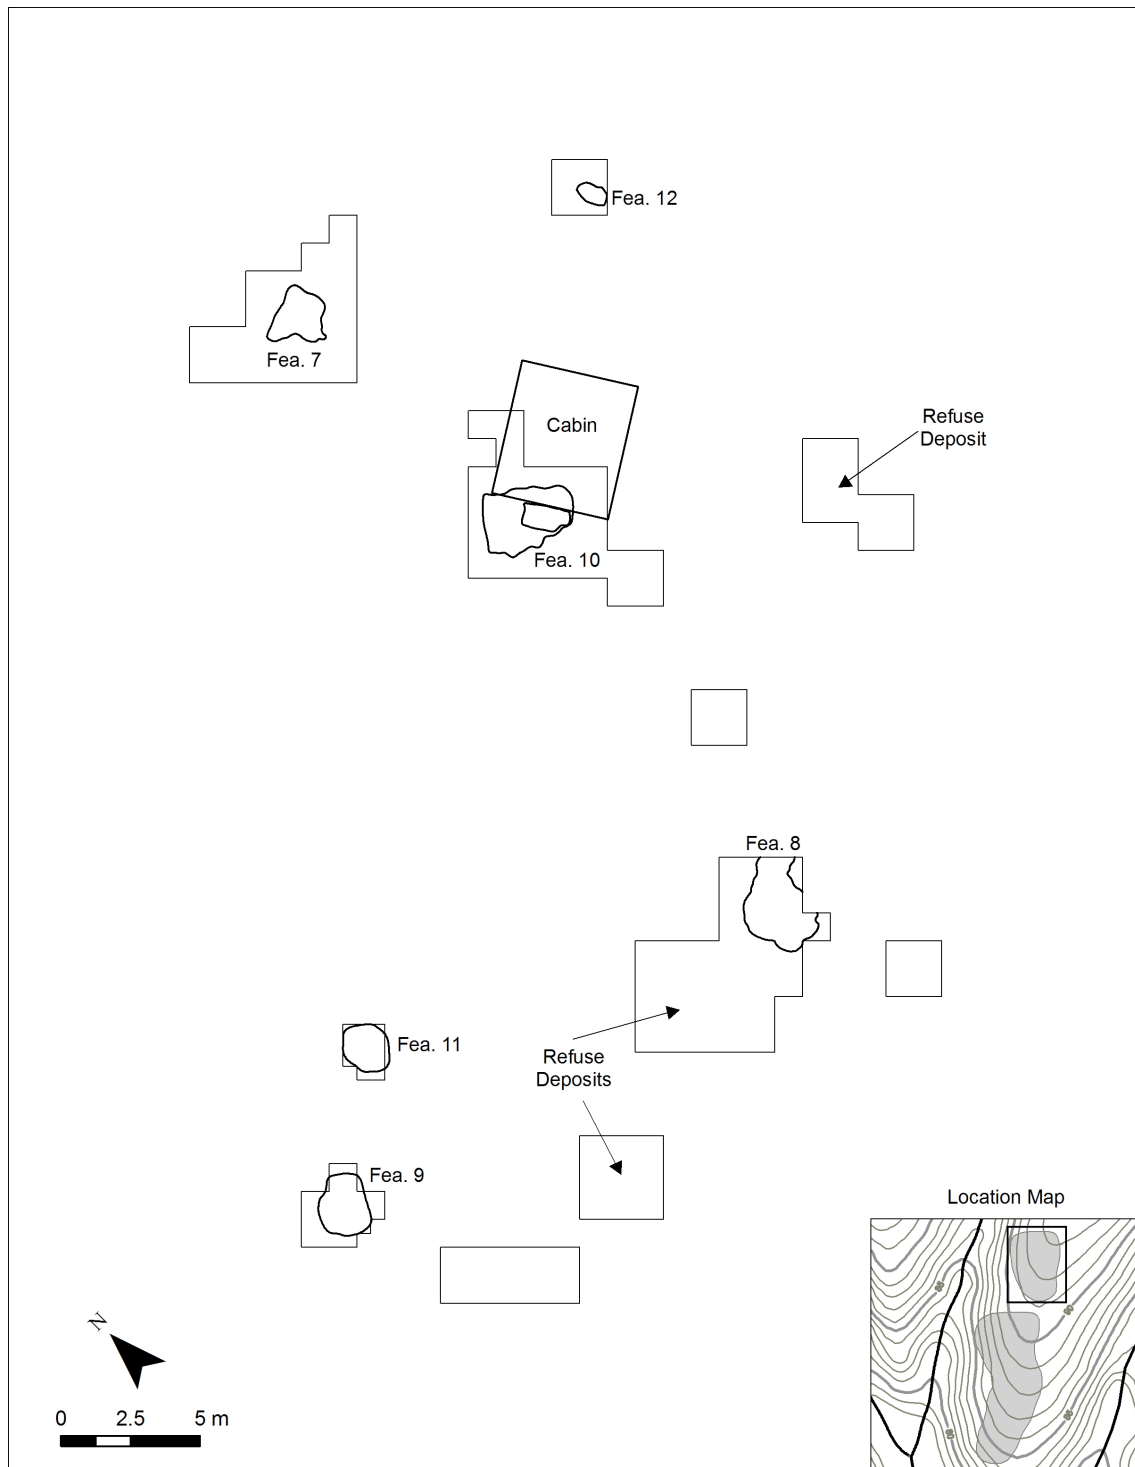 Fea. 12
Fea. 7
Cabin
Refuse
Deposit
Fea. 10
Fea. 8
Fea. 11
Refuse
Deposits
Fea. 9
Location Map
N
0 2.5 5 m